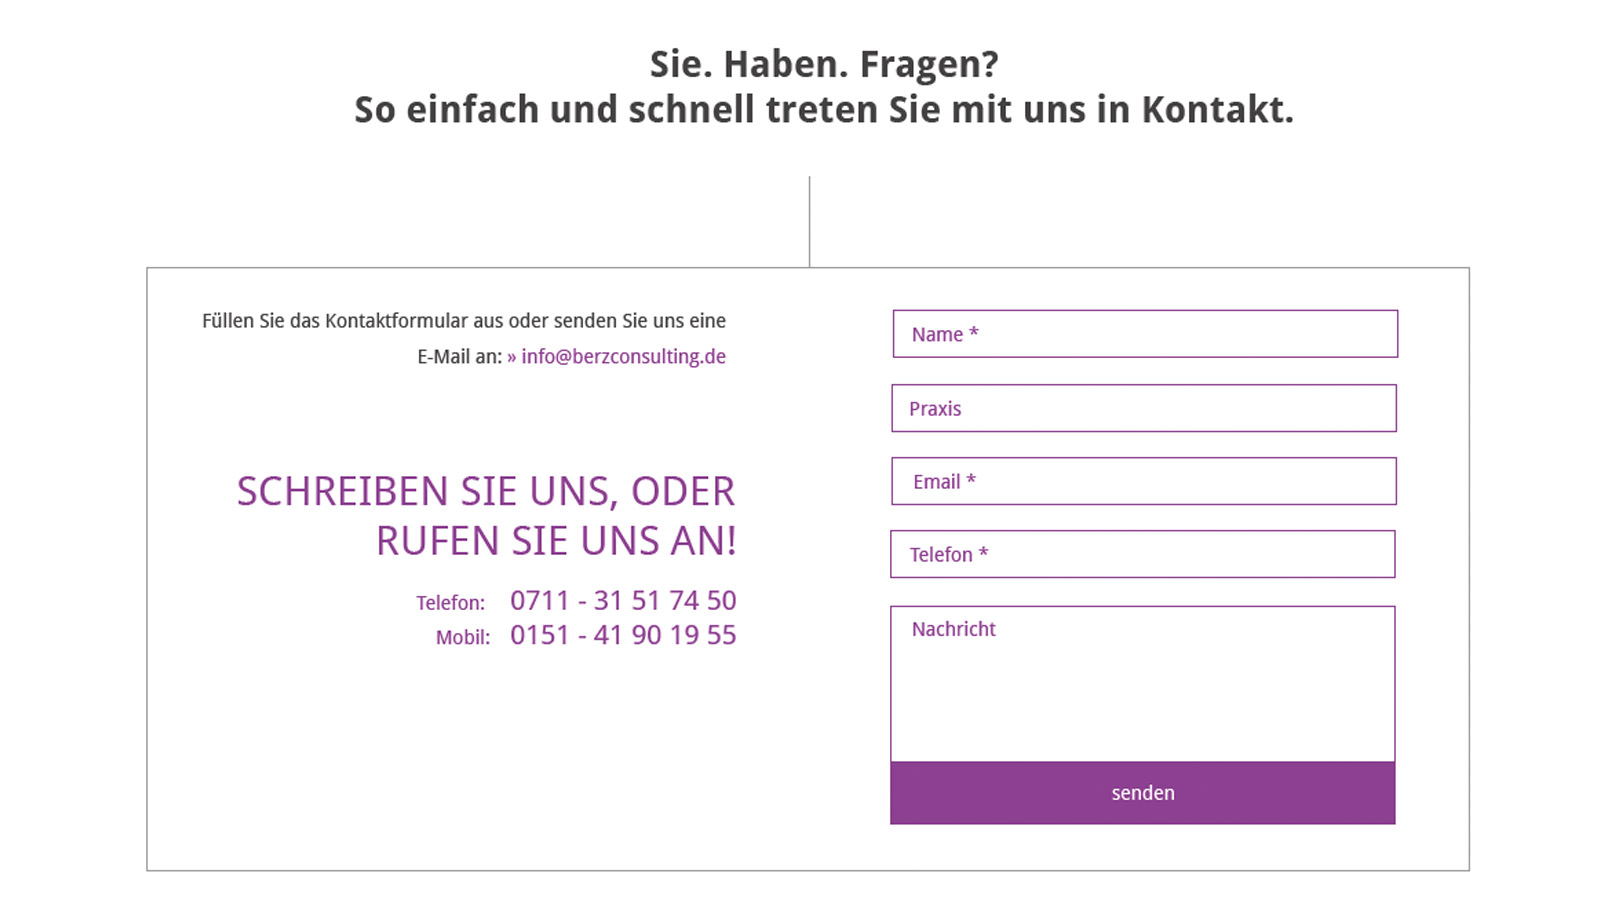 Sie. Haben. Fragen?
So einfach und schnell treten Sie mit uns in Kontakt.
Füllen Sie das Kontaktformular aus oder senden Sie uns eine
E-Mail an: » info@berzconsulting.de
SCHREIBEN SIE UNS, ODER
RUFEN SIE UNS AN!
Telefon: 0711 - 31 51 74 50
Mobil: 0151 - 41 90 19 55
Name *
Praxis
Email *
Telefon *
Nachricht
senden